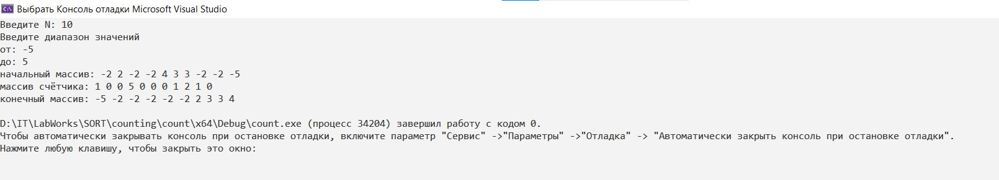 Выбрать Консоль отладки Microsoft Visual Studio
Введите N: 10
Введите диапазон значений
от: -5
до: 5
начальный массив: -2 2 -2 -2 4 3 3 -2 -2 -5
массив счётчика: 1 0 0 5 0 0 0 1 2 1 0
конечный массив: -5 -2 -2 -2 -2 -2 2 3 3 4
D:\IT\LabWorks\SORT\counting\count\x64\Debug\count.exe (процесс 34204) завершил работу с кодом 0.
Чтобы автоматически закрывать консоль при остановке отладки, включите параметр "Сервис" ->"Параметры" ->"Отладка" -> "Автоматически закрыть консоль при остановке отладки".
Нажмите любую клавишу, чтобы закрыть это окно: